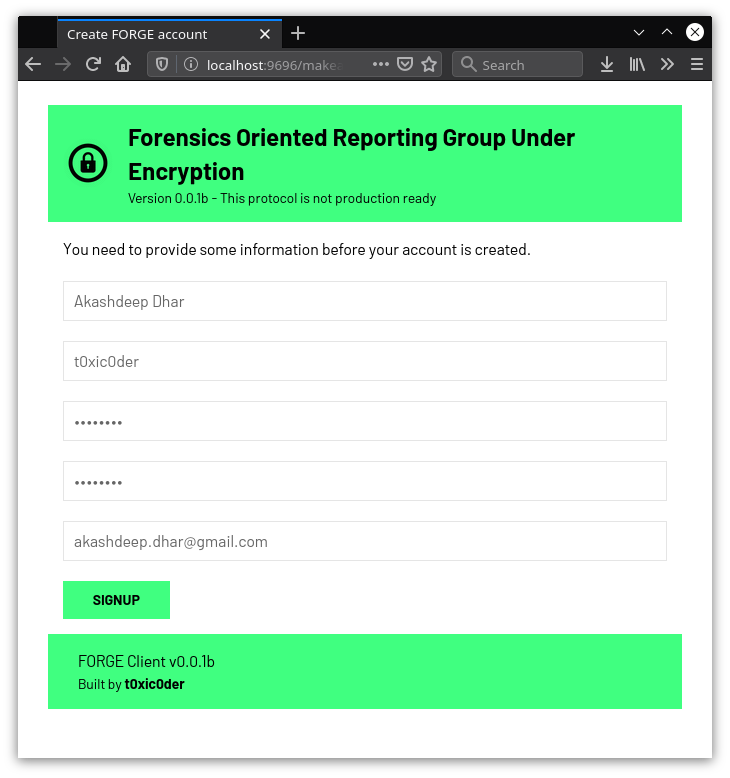 Create FORGE account
localhost:9696/makea
Search
Forensics Oriented Reporting Group Under
Encryption
Version 0.0.1b - This protocol is not production ready
You need to provide some information before your account is created.
Akashdeep Dhar
t0xic0der
••••••••
••••••••
akashdeep.dhar@gmail.com
SIGNUP
FORGE Client v0.0.1b
Built by t0xic0der